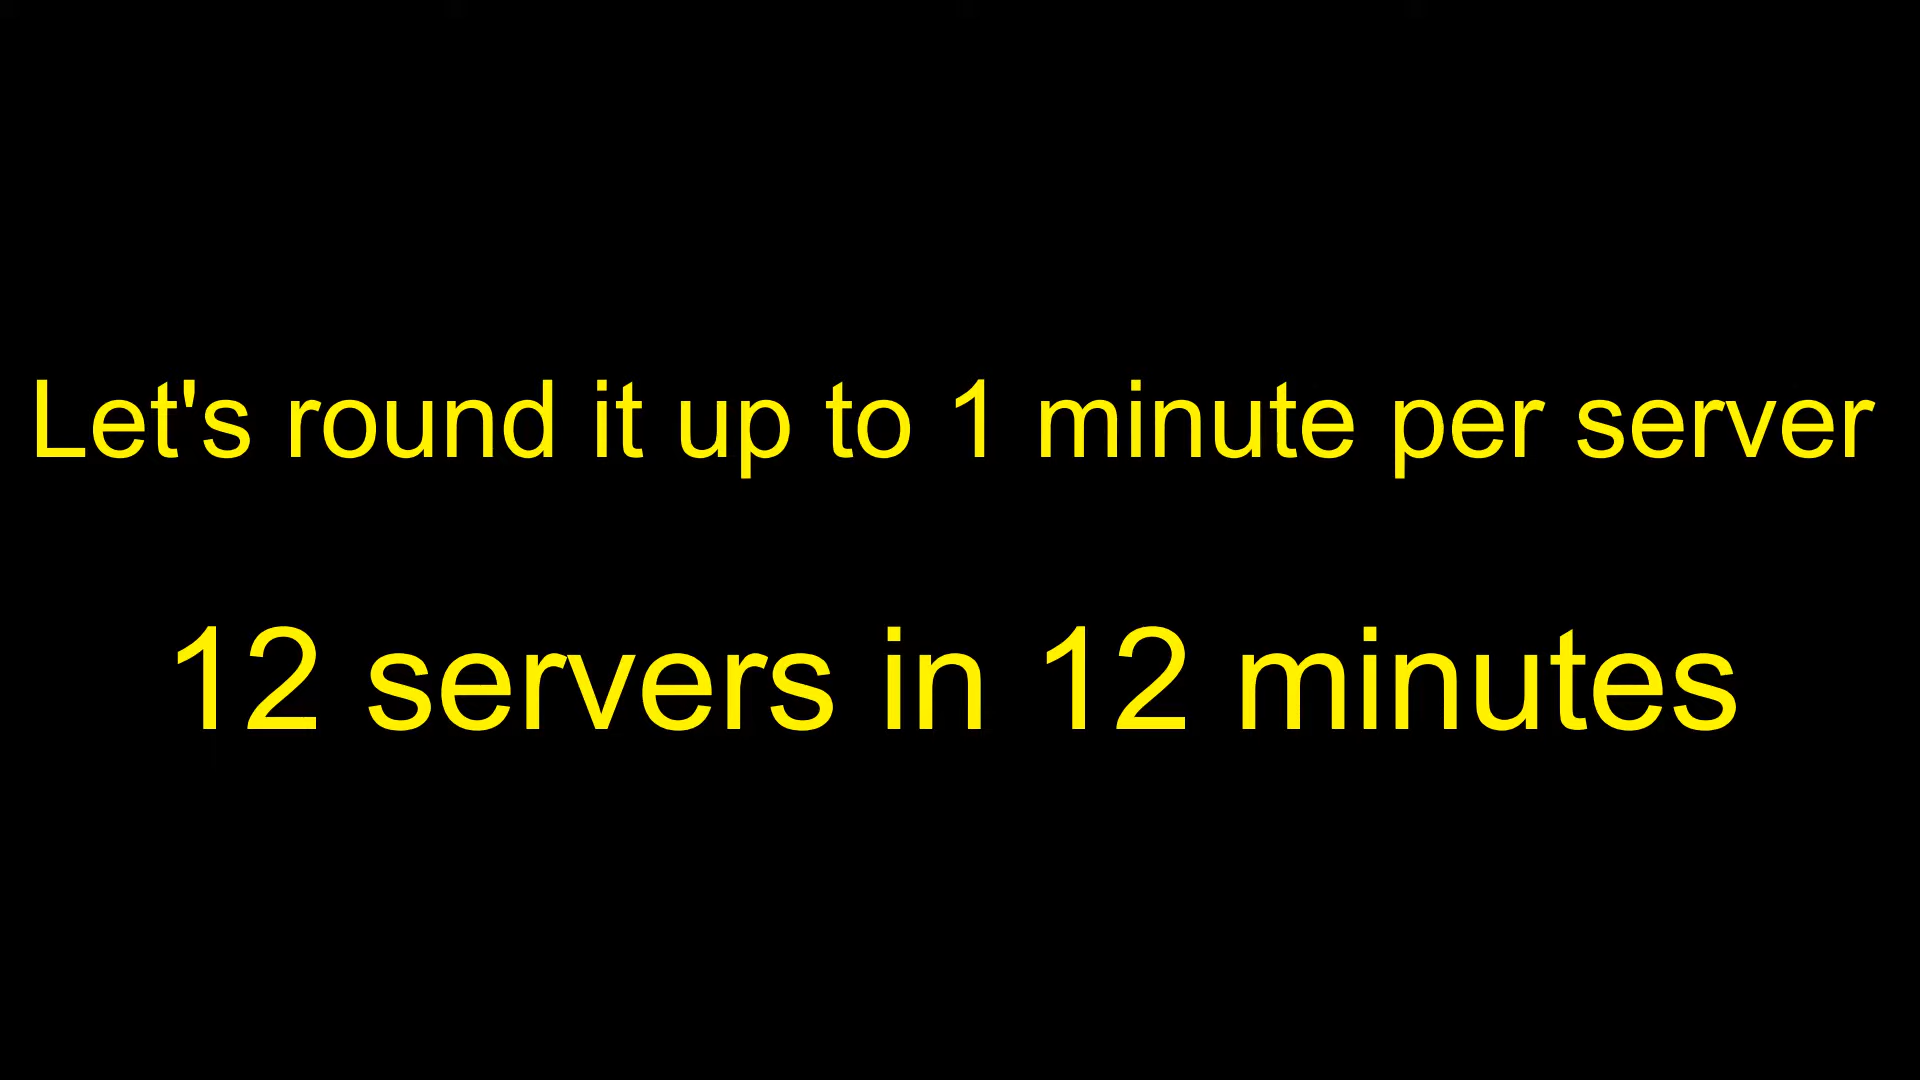 Let's round it up to 1 minute per server
12 servers in 12 minutes